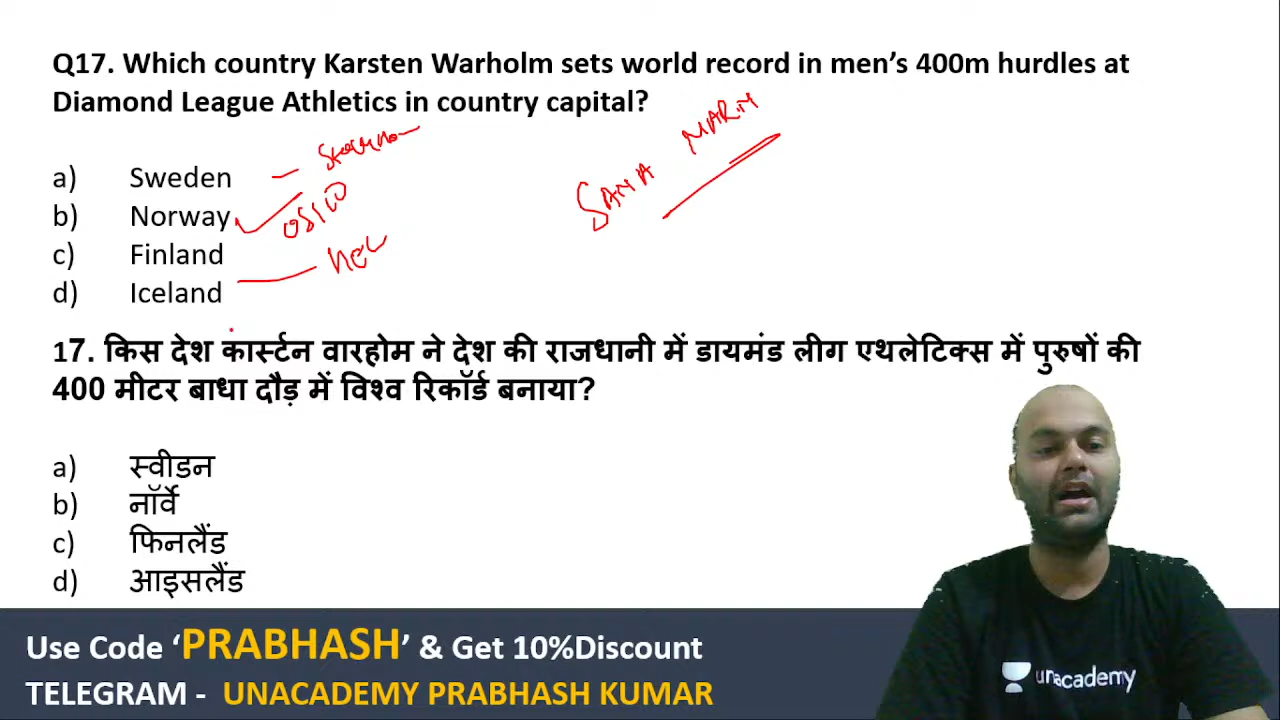 Q17. Which country Karsten Warholm sets world record in men’s 400m hurdles at
Diamond League Athletics in country capital?
SANA MARIN
a) Sweden
b) Norway
OSLO
c) Finland
d) Iceland
17. किस देश कार्स्टन वारहोम ने देश की राजधानी में डायमंड लीग एथलेटिक्स में पुरुषों की
400 मीटर बाधा दौड़ में विश्व रिकॉर्ड बनाया?
a) स्वीडन
b) नॉर्वे
c) फिनलैंड
d) आइसलैंड
unacademy
Use Code ‘PRABHASH’ & Get 10%Discount
TELEGRAM - UNACADEMY PRABHASH KUMAR